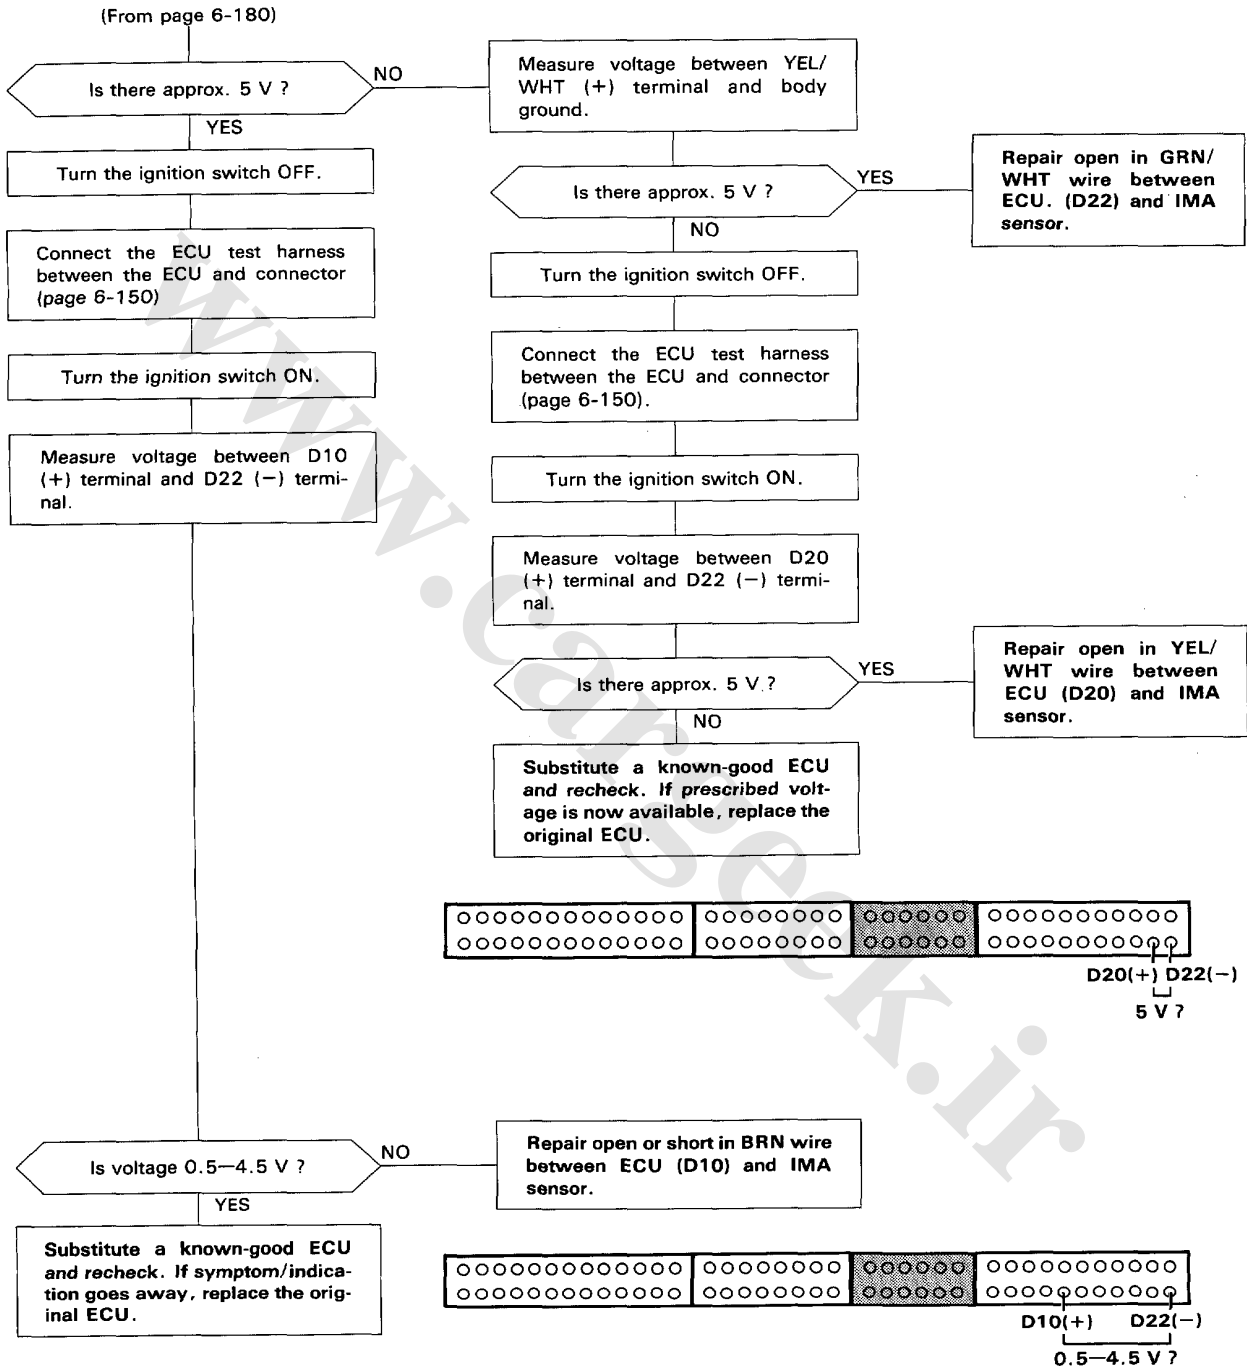 (From page 6-180)
Is there approx. 5 V ?
NO
YES
Turn the ignition switch OFF.
Connect the ECU test harness
between the ECU and connector
(page 6-150)
Turn the ignition switch ON.
Measure voltage between D10
(+) terminal and D22 (−) termi-
nal.
Measure voltage between YEL/
WHT (+) terminal and body
ground.
Is there approx. 5 V ?
YES
NO
Repair open in GRN/
WHT wire between
ECU. (D22) and IMA
sensor.
Turn the ignition switch OFF.
Connect the ECU test harness
between the ECU and connector
(page 6-150).
Turn the ignition switch ON.
Measure voltage between D20
(+) terminal and D22 (−) termi-
nal.
Is there approx. 5 V ?
YES
NO
Repair open in YEL/
WHT wire between
ECU (D20) and IMA
sensor.
Substitute a known-good ECU
and recheck. If prescribed volt-
age is now available, replace the
original ECU.
D20(+) D22(−)
5 V ?
Is voltage 0.5—4.5 V ?
NO
YES
Repair open or short in BRN wire
between ECU (D10) and IMA
sensor.
Substitute a known-good ECU
and recheck. If symptom/indica-
tion goes away, replace the orig-
inal ECU.
D10(+) D22(−)
0.5—4.5 V ?
www.cargeek.ir